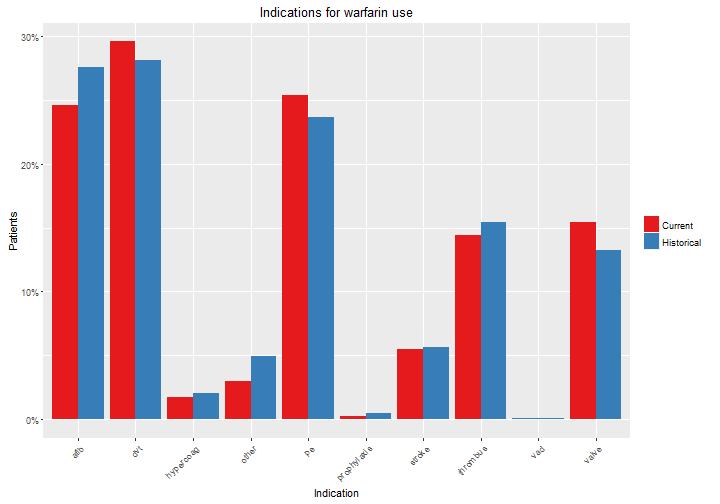 Indications for warfarin use
30%
20%
10%
0%
Patients
afib
dvt
hypercoag
other
pe
prophylaxis
stroke
thrombus
vad
valve
Indication
Current
Historical